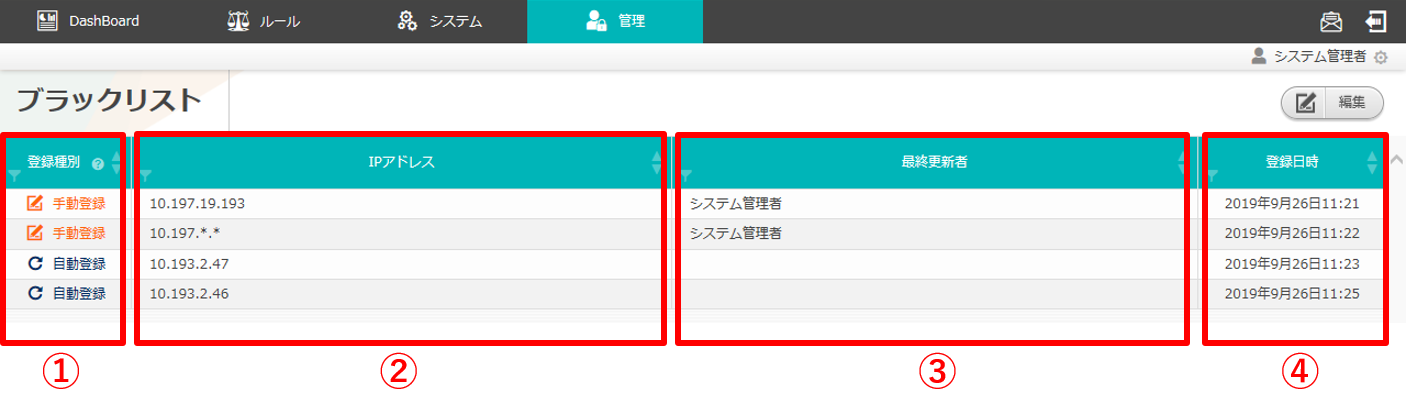 DashBoard ルール システム 管理
システム管理者
ブラックリスト
編集
登録種別 ? IPアドレス 最終更新者 登録日時
手動登録 10.197.19.193 システム管理者 2019年9月26日11:21
手動登録 10.197.*.* システム管理者 2019年9月26日11:22
自動登録 10.193.2.47 2019年9月26日11:23
自動登録 10.193.2.46 2019年9月26日11:25
① ② ③ ④